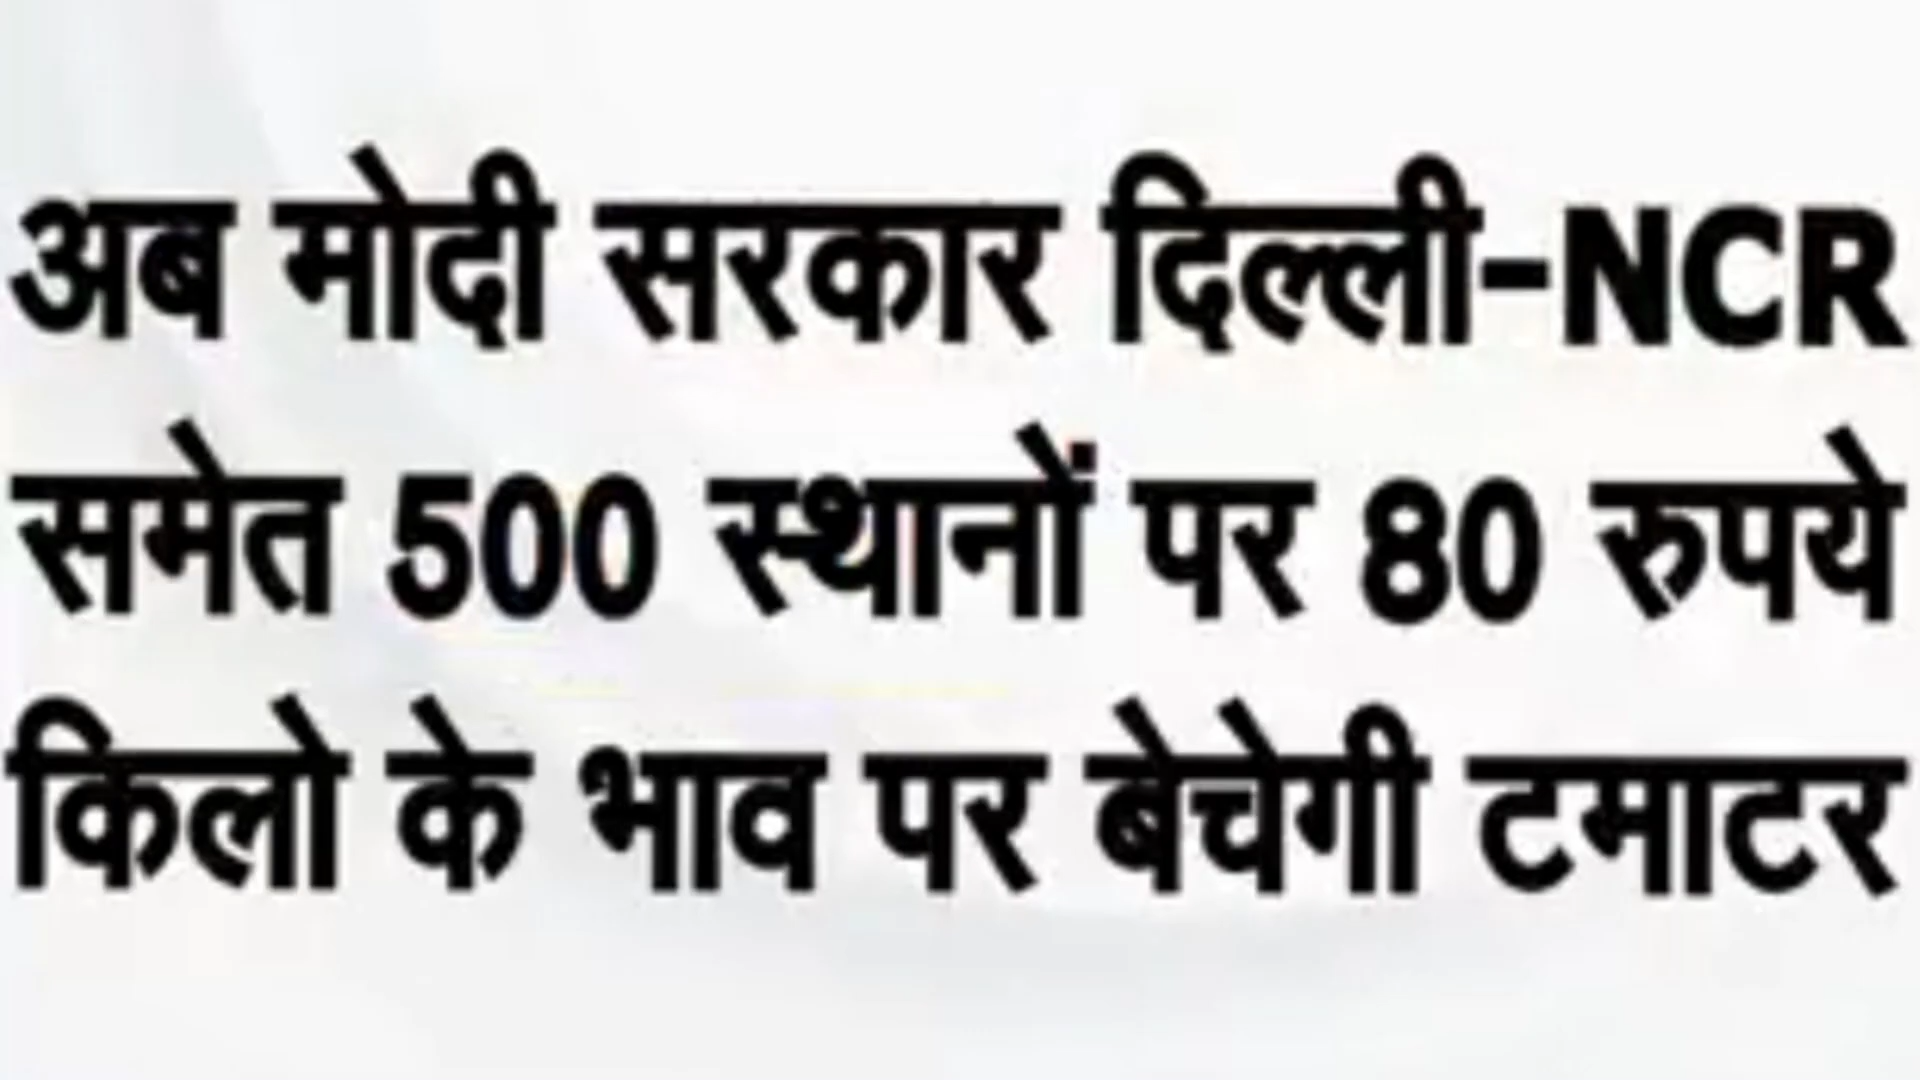 अब मोदी सरकार दिल्ली-NCR
समेत 500 स्थानों पर 80 रुपये
किलो के भाव पर बेचेगी टमाटर